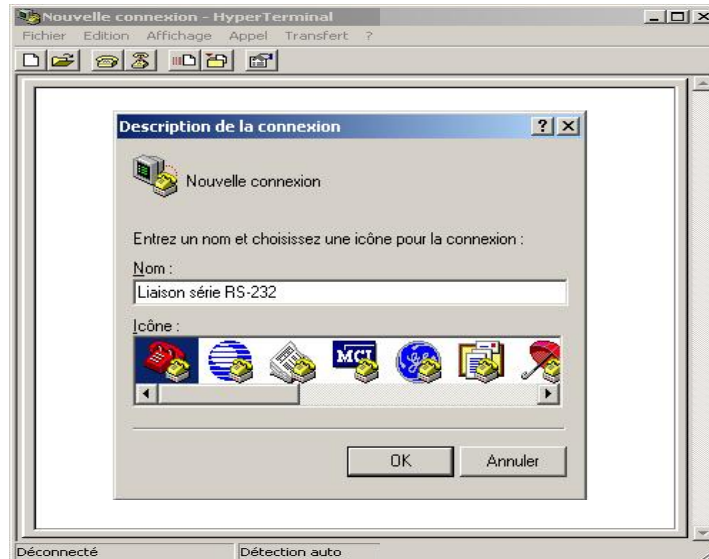 Nouvelle connexion - HyperTerminal
Fichier Edition Affichage Appel Transfert ?
Description de la connexion
Nouvelle connexion
Entrez un nom et choisissez une icône pour la connexion :
Nom :
Liaison série RS-232
Icône :
MCI
OK Annuler
Déconnecté Détection auto